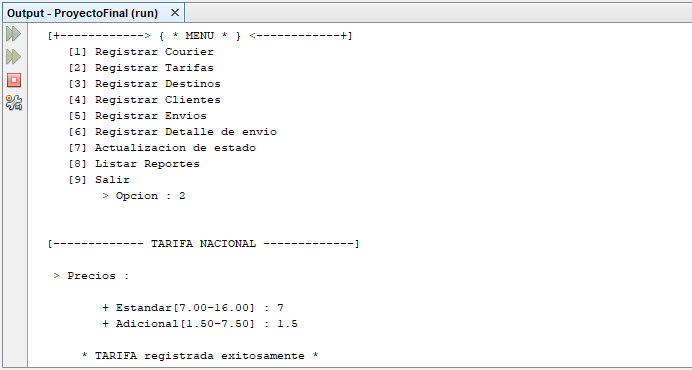 Output - ProyectoFinal (run) ×
[+------------> { * MENU * } <------------+]
[1] Registrar Courier
[2] Registrar Tarifas
[3] Registrar Destinos
[4] Registrar Clientes
[5] Registrar Envios
[6] Registrar Detalle de envio
[7] Actualizacion de estado
[8] Listar Reportes
[9] Salir
> Opcion : 2
[------------- TARIFA NACIONAL -------------]
> Precios :
+ Estandar[7.00-16.00] : 7
+ Adicional[1.50-7.50] : 1.5
* TARIFA registrada exitosamente *